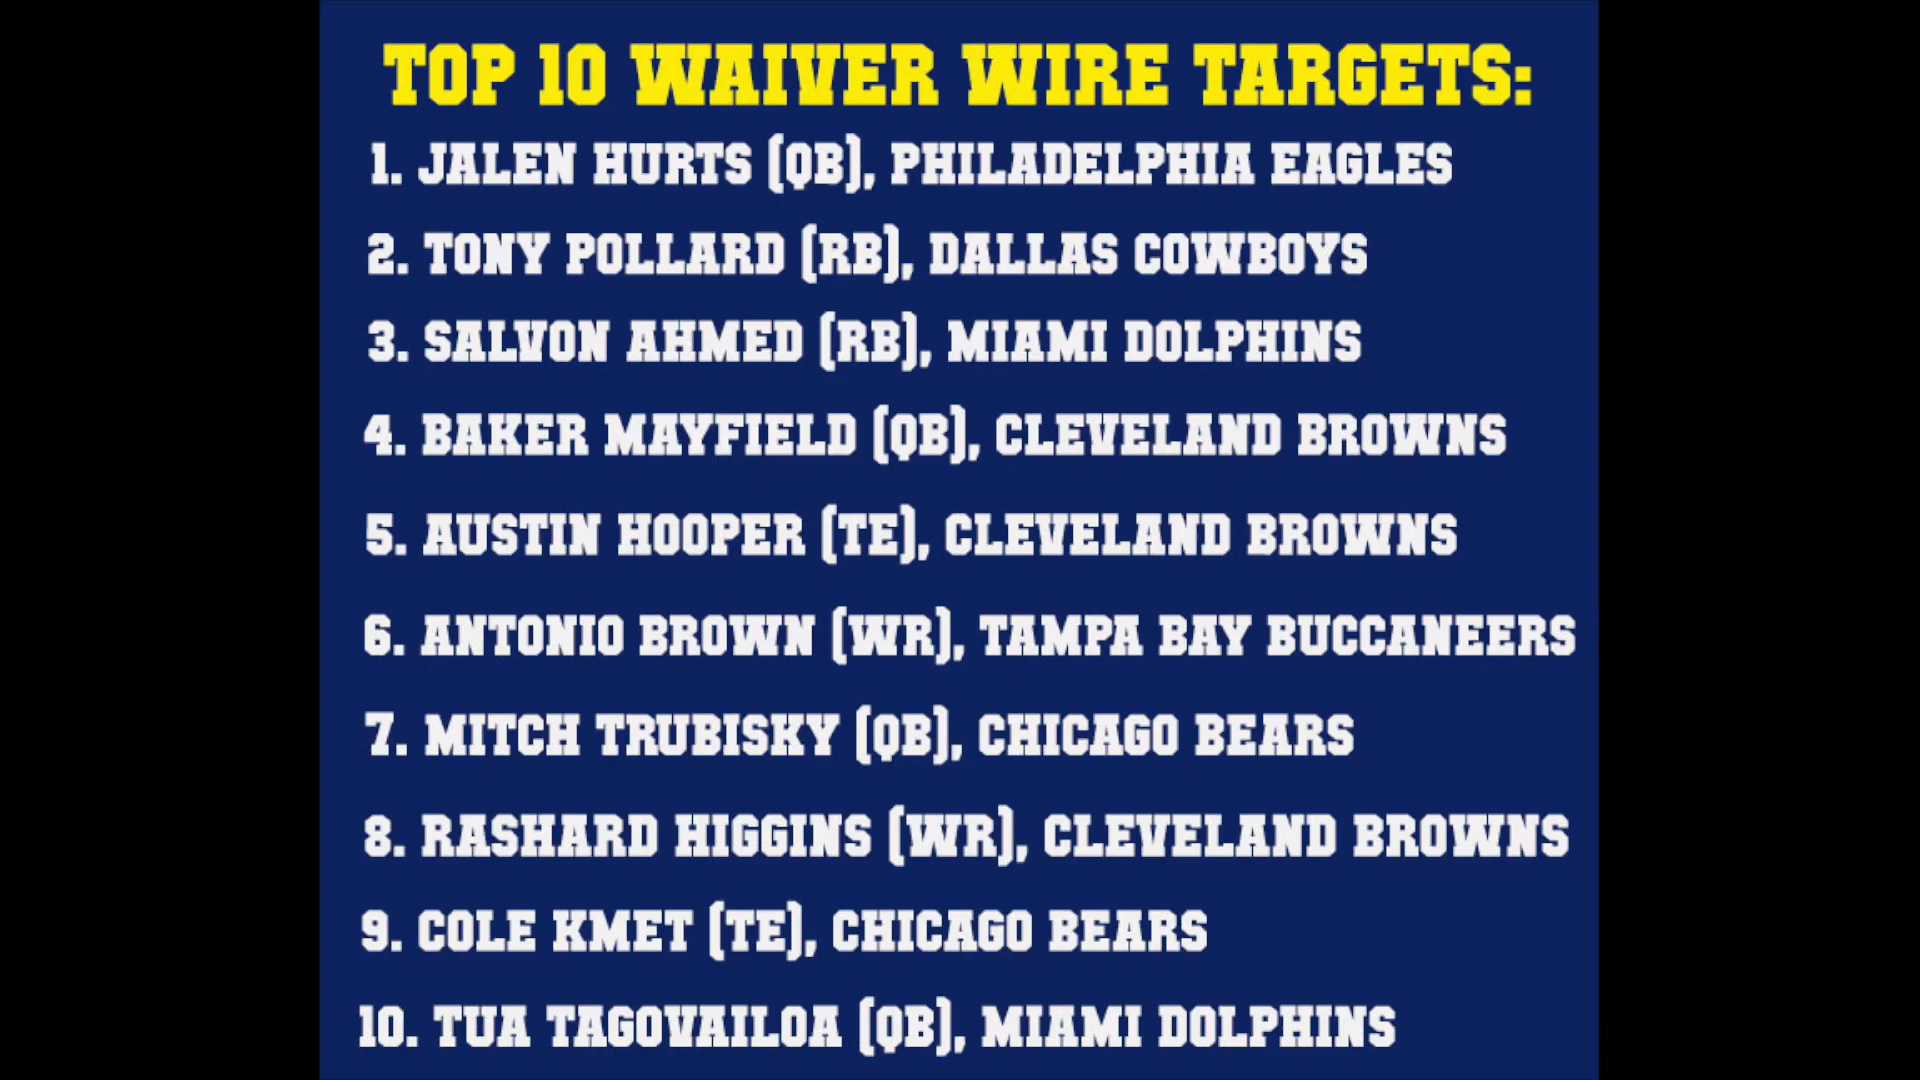 TOP 10 WAIVER WIRE TARGETS:
1. JALEN HURTS (QB), PHILADELPHIA EAGLES
2. TONY POLLARD (RB), DALLAS COWBOYS
3. SALVON AHMED (RB), MIAMI DOLPHINS
4. BAKER MAYFIELD (QB), CLEVELAND BROWNS
5. AUSTIN HOOPER (TE), CLEVELAND BROWNS
6. ANTONIO BROWN (WR), TAMPA BAY BUCCANEERS
7. MITCH TRUBISKY (QB), CHICAGO BEARS
8. RASHARD HIGGINS (WR), CLEVELAND BROWNS
9. COLE KMET (TE), CHICAGO BEARS
10. TUA TAGOVAILOA (QB), MIAMI DOLPHINS